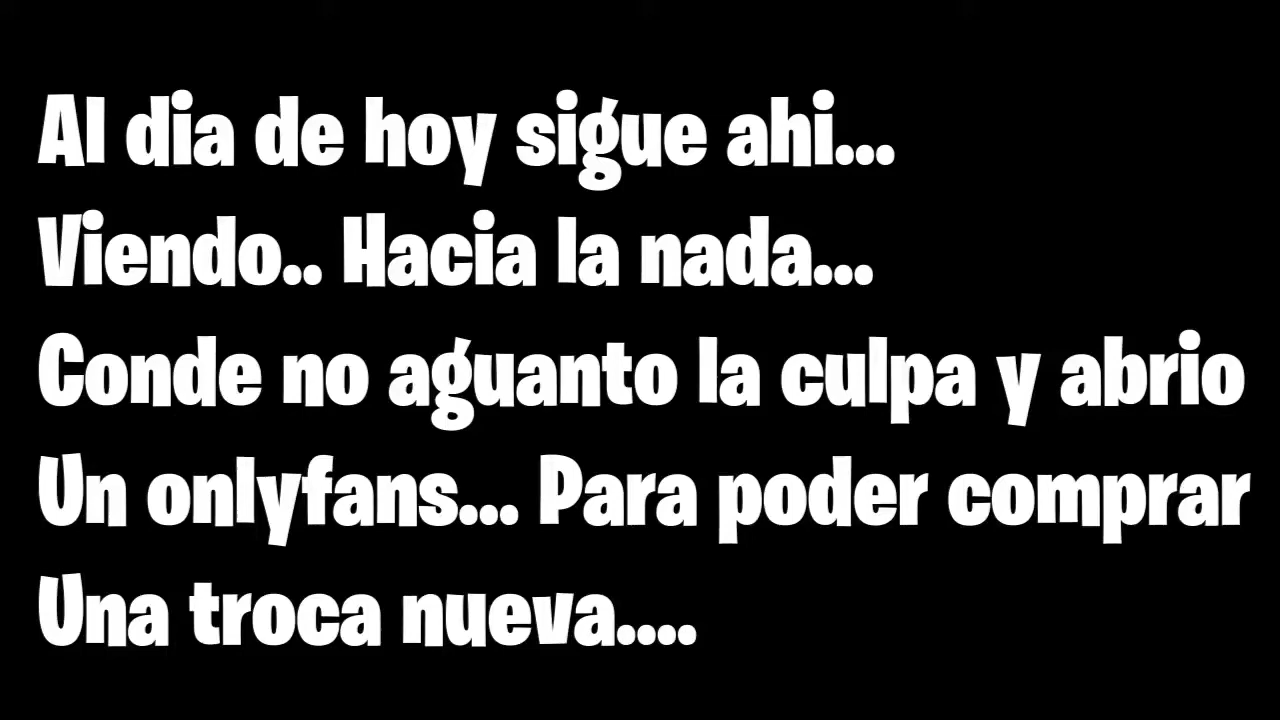 Al dia de hoy sigue ahi...
Viendo.. Hacia la nada...
Conde no aguanto la culpa y abrio
Un onlyfans... Para poder comprar
Una troca nueva....